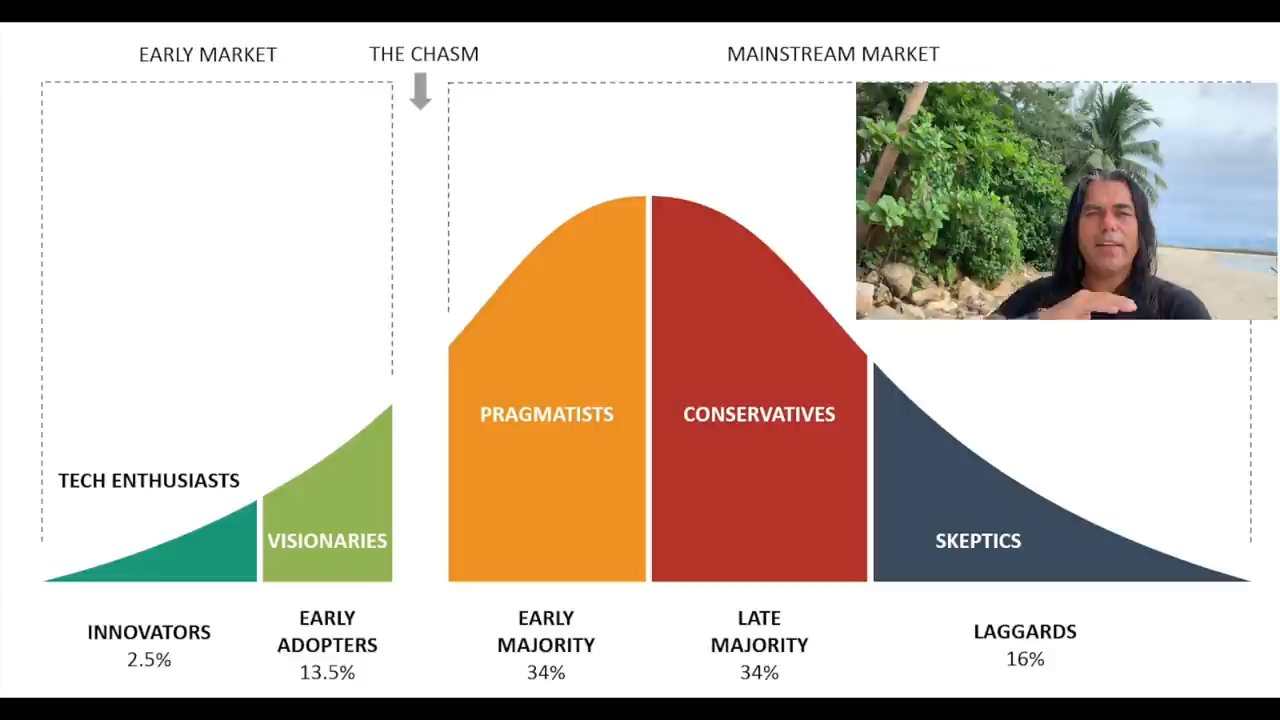 EARLY MARKET
THE CHASM
MAINSTREAM MARKET
TECH ENTHUSIASTS
VISIONARIES
PRAGMATISTS
CONSERVATIVES
SKEPTICS
INNOVATORS
2.5%
EARLY
ADOPTERS
13.5%
EARLY
MAJORITY
34%
LATE
MAJORITY
34%
LAGGARDS
16%